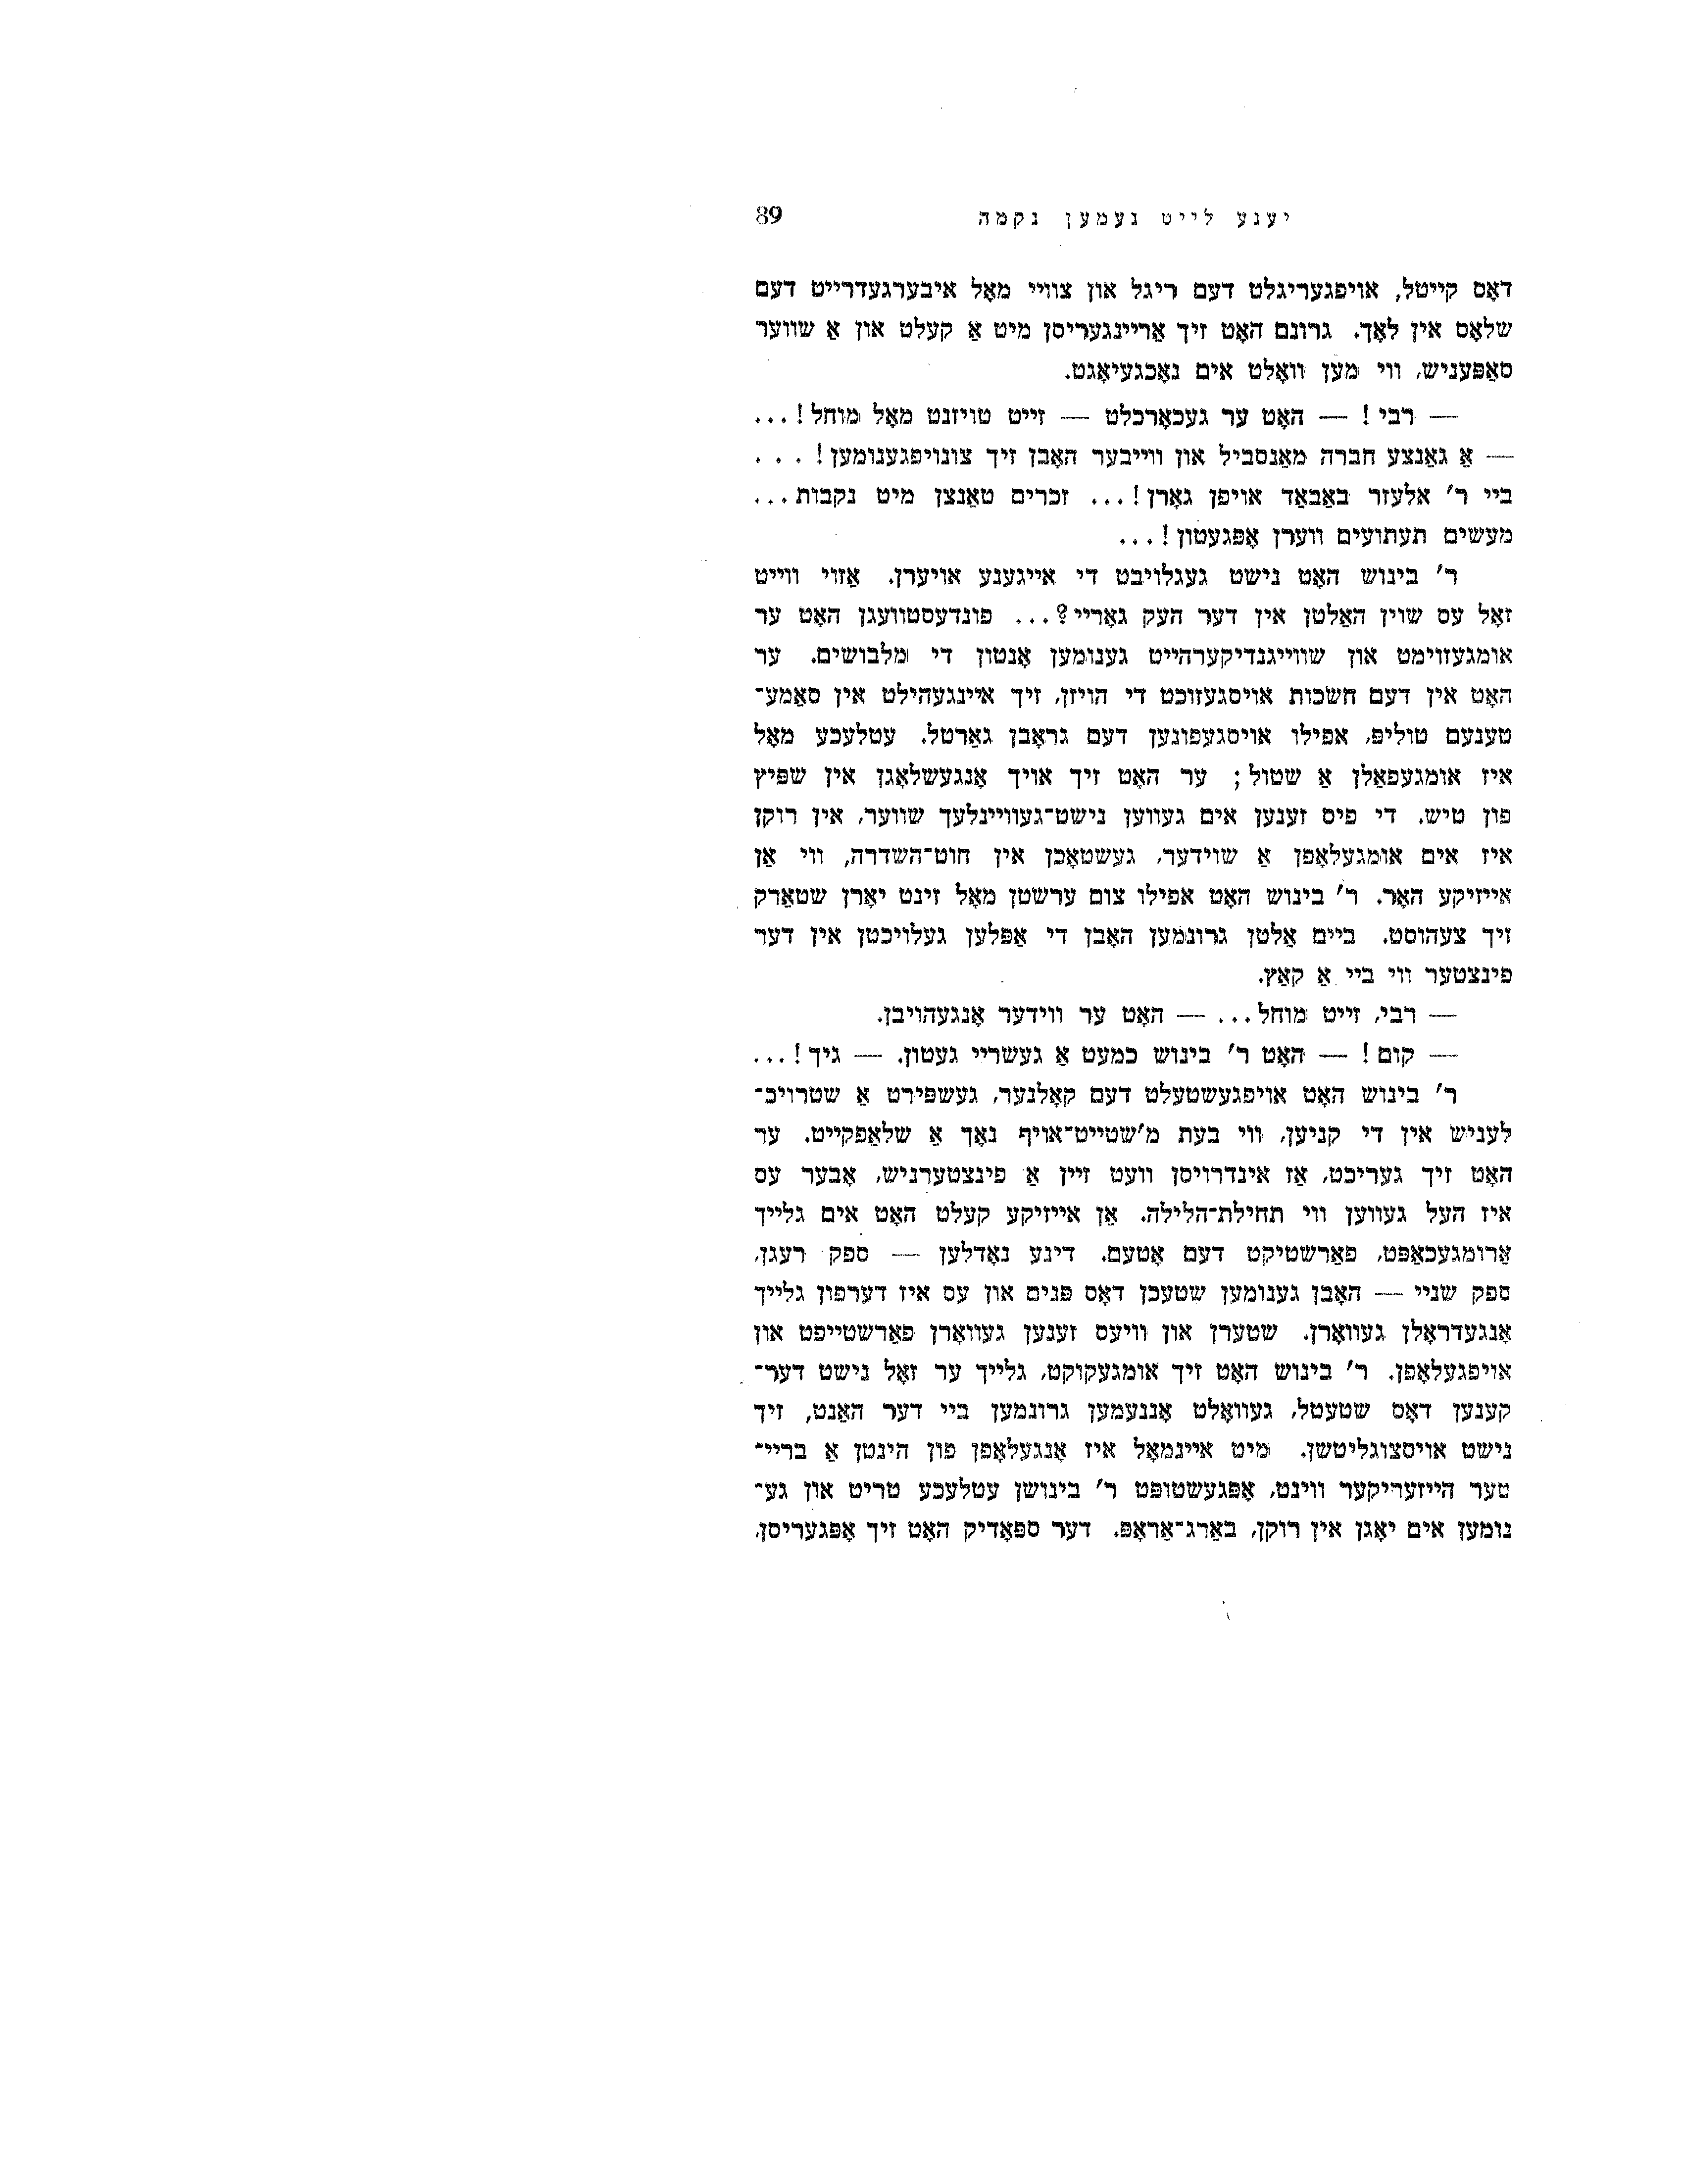 יענע לייט נעמען נקמה 89
דאָס קייטל, אויפגעריגלט דעם ריגל און צוויי מאָל איבערגעדרייט דעם
שלאָס אין לאָך. גרונם האָט זיך אַריינגעריסן מיט אַ קעלט און אַ שווער
סאָפּעניש, ווי מען וואָלט אים נאָכגעיאָגט.
— רבי! — האָט ער געכאָרכלט — זייט טויזנט מאָל מוחל!...
— אַ גאַנצע חברה מאַנסביל און ווייבער האָבן זיך צונויפגענומען!...
ביי ר' אלעזר באַבאַד אויפן גאָרן!... זכרים טאַנצן מיט נקבות...
מעשים תעתועים ווערן אָפּגעטון!...
ר' בינוש האָט נישט געגלויבט די אייגענע אויערן. אַזוי ווייט
זאָל עס שוין האַלטן אין דער העק גאָריי?... פונדעסטוועגן האָט ער
אומגעזוימט און שווייגנדיקערהייט גענומען אָנטון די מלבושים. ער
האָט אין דעם חשכות אויסגעזוכט די הויזן, זיך איינגעהילט אין סאַמע־
טענעם טוליפּ, אפילו אויסגעפונען דעם גראָבן גאַרטל. עטלעכע מאָל
איז אומגעפאַלן אַ שטול; ער האָט זיך אויך אָנגעשלאָגן אין שפּיץ
פון טיש. די פיס זענען אים געווען נישט־געוויינלעך שווער, אין רוקן
איז אים אומגעלאָפן אַ שוידער, געשטאָכן אין חוט־השדרה, ווי אַן
אייזיקע האָר. ר' בינוש האָט אפילו צום ערשטן מאָל זינט יאָרן שטאַרק
זיך צעהוסט. ביים אַלטן גרונמען האָבן די אַפּלען געלויכטן אין דער
פינצטער ווי ביי אַ קאַץ.
— רבי, זייט מוחל... — האָט ער ווידער אָנגעהויבן.
— קום! — האָט ר' בינוש כמעט אַ געשריי געטון. — גיך!...
ר' בינוש האָט אויפגעשטעלט דעם קאָלנער, געשפּירט אַ שטרויכ־
לעניש אין די קניען, ווי בעת מ'שטייט־אויף נאָך אַ שלאַפקייט. ער
האָט זיך געריכט, אַז אינדרויסן וועט זיין אַ פינצטערניש, אָבער עס
איז העל געווען ווי תחילת־הלילה. אַן אייזיקע קעלט האָט אים גלייך
אַרומגעכאַפּט, פאַרשטיקט דעם אָטעם. דינע נאָדלען — ספק רעגן,
ספק שניי — האָבן גענומען שטעכן דאָס פּנים און עס איז דערפון גלייך
אָנגעדראָלן געוואָרן. שטערן און וויעס זענען געוואָרן פאַרשטייפט און
אויפגעלאָפן. ר' בינוש האָט זיך אומגעקוקט, גלייך ער זאָל נישט דער־
קענען דאָס שטעטל, געוואָלט אָננעמען גרונמען ביי דער האַנט, זיך
נישט אויסצוגליטשן. מיט איינמאָל איז אָנגעלאָפן פון הינטן אַ בריי־
טער הייזעריקער ווינט, אָפּגעשטופּט ר' בינושן עטלעכע טריט און גע־
נומען אים יאָגן אין רוקן, באַרג־אַראָפּ. דער ספּאָדיק האָט זיך אָפּגעריסן,